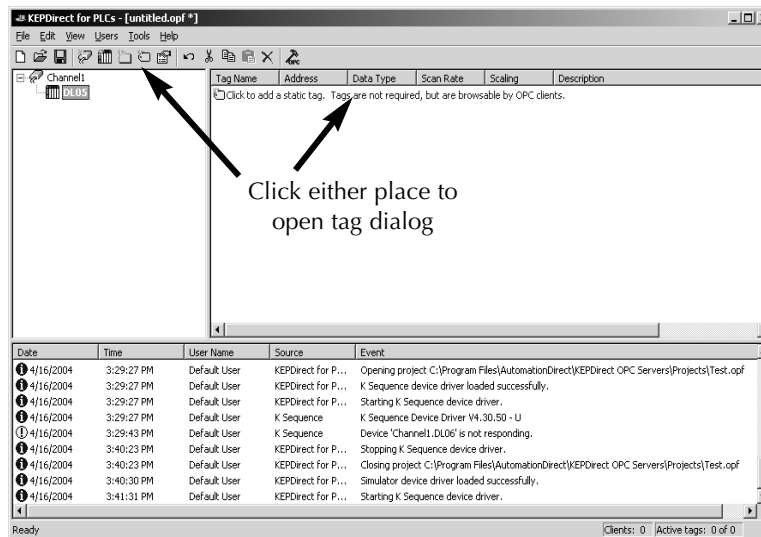 KEPDirect for PLCs - [untitled.opf *]
File Edit View Users Tools Help
Channel1
DL05
Tag Name Address Data Type Scan Rate Scaling Description
Click to add a static tag. Tags are not required, but are browsable by OPC clients.
Click either place to
open tag dialog
Date Time User Name Source Event
4/16/2004 3:29:27 PM Default User KEPDirect for P... Opening project C:\Program Files\AutomationDirect\KEPDirect OPC Servers\Projects\Test.opf
4/16/2004 3:29:27 PM Default User KEPDirect for P... K Sequence device driver loaded successfully.
4/16/2004 3:29:27 PM Default User KEPDirect for P... Starting K Sequence device driver.
4/16/2004 3:29:27 PM Default User K Sequence K Sequence Device Driver V4.30.50 - U
4/16/2004 3:29:43 PM Default User K Sequence Device 'Channel1.DL06' is not responding.
4/16/2004 3:40:23 PM Default User KEPDirect for P... Stopping K Sequence device driver.
4/16/2004 3:40:23 PM Default User KEPDirect for P... Closing project C:\Program Files\AutomationDirect\KEPDirect OPC Servers\Projects\Test.opf
4/16/2004 3:40:30 PM Default User KEPDirect for P... Simulator device driver loaded successfully.
4/16/2004 3:41:31 PM Default User KEPDirect for P... Starting K Sequence device driver.
Ready Clients: 0 Active tags: 0 of 0